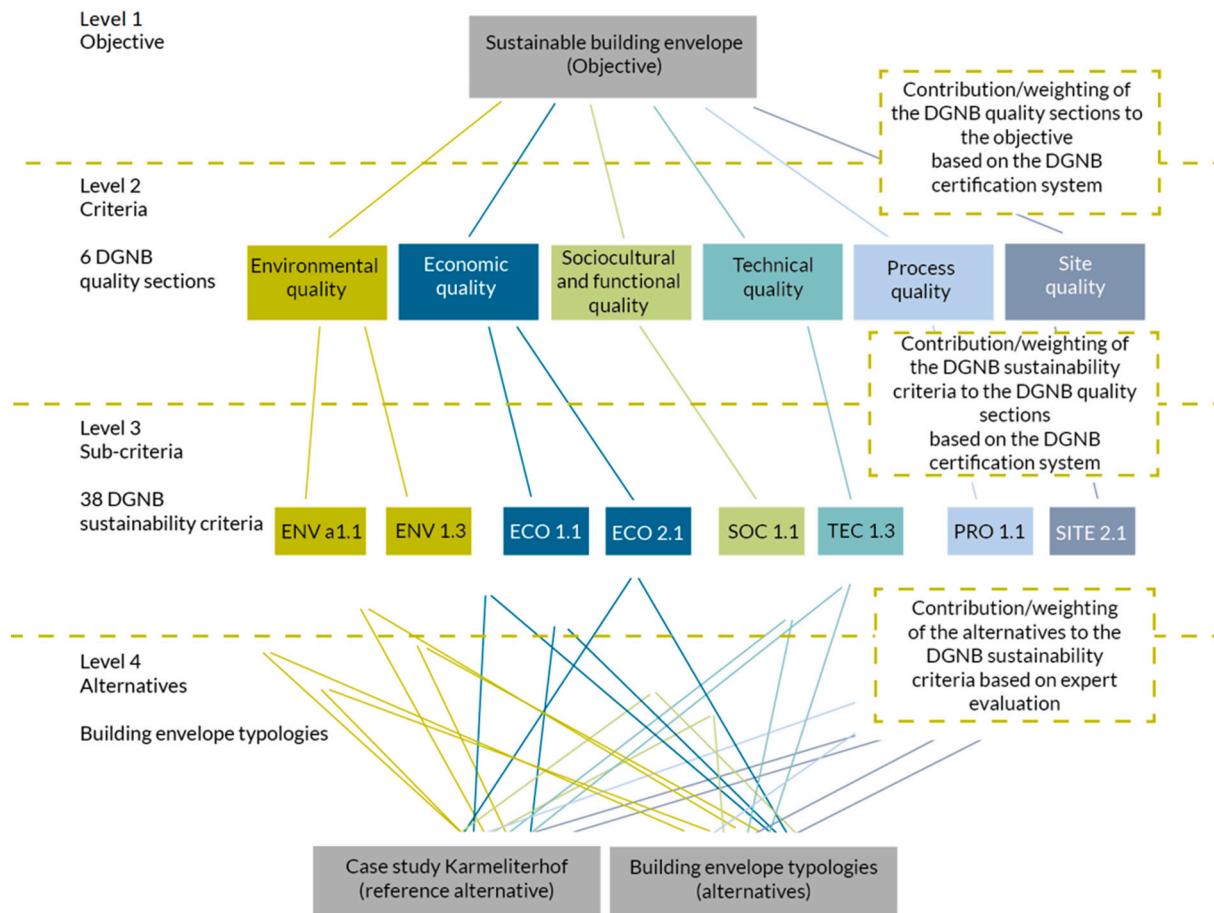 Level 1
Objective
Sustainable building envelope
(Objective)
Contribution/weighting of
the DGNB quality sections to
the objective
based on the DGNB
certification system
Level 2
Criteria
6 DGNB
quality sections
Environmental
quality
Economic
quality
Sociocultural
and functional
quality
Technical
quality
Process
quality
Site
quality
Contribution/weighting of
the DGNB sustainability
criteria to the DGNB quality
sections
based on the DGNB
certification system
Level 3
Sub-criteria
38 DGNB
sustainability criteria
ENV a1.1
ENV 1.3
ECO 1.1
ECO 2.1
SOC 1.1
TEC 1.3
PRO 1.1
SITE 2.1
Contribution/weighting
of the alternatives to the
DGNB sustainability
criteria based on expert
evaluation
Level 4
Alternatives
Building envelope typologies
Case study Karmeliterhof
(reference alternative)
Building envelope typologies
(alternatives)